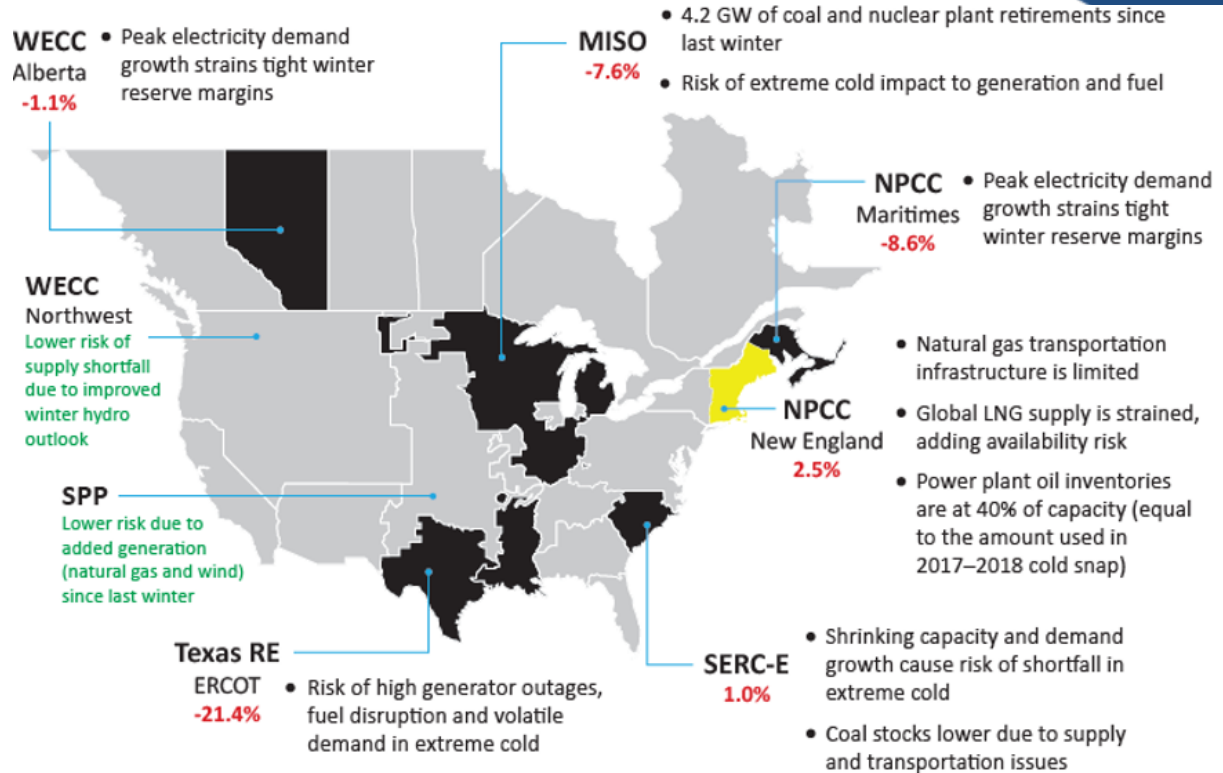 WECC
Alberta
-1.1%
• Peak electricity demand
growth strains tight winter
reserve margins
MISO
-7.6%
• 4.2 GW of coal and nuclear plant retirements since
last winter
• Risk of extreme cold impact to generation and fuel
NPCC
Maritimes
-8.6%
• Peak electricity demand
growth strains tight
winter reserve margins
WECC
Northwest
Lower risk of
supply shortfall
due to improved
winter hydro
outlook
NPCC
New England
2.5%
• Natural gas transportation
infrastructure is limited
• Global LNG supply is strained,
adding availability risk
• Power plant oil inventories
are at 40% of capacity (equal
to the amount used in
2017–2018 cold snap)
SPP
Lower risk due to
added generation
(natural gas and wind)
since last winter
Texas RE
ERCOT
-21.4%
• Risk of high generator outages,
fuel disruption and volatile
demand in extreme cold
SERC-E
1.0%
• Shrinking capacity and demand
growth cause risk of shortfall in
extreme cold
• Coal stocks lower due to supply
and transportation issues